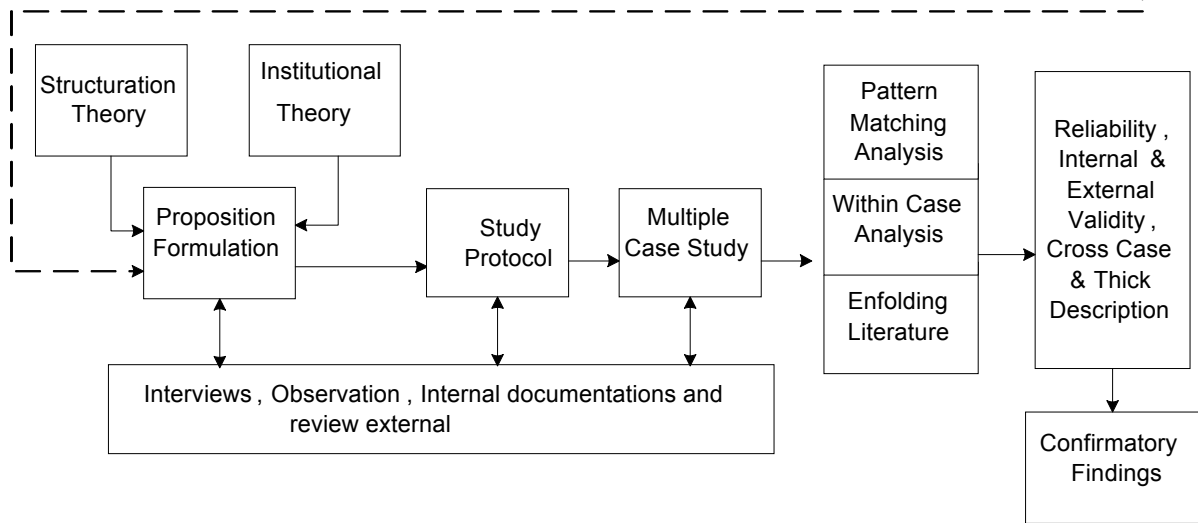 Structuration
Theory
Institutional
Theory
Proposition
Formulation
Study
Protocol
Multiple
Case Study
Pattern
Matching
Analysis
Within Case
Analysis
Enfolding
Literature
Reliability ,
Internal &
External
Validity ,
Cross Case
& Thick
Description
Interviews , Observation , Internal documentations and
review external
Confirmatory
Findings